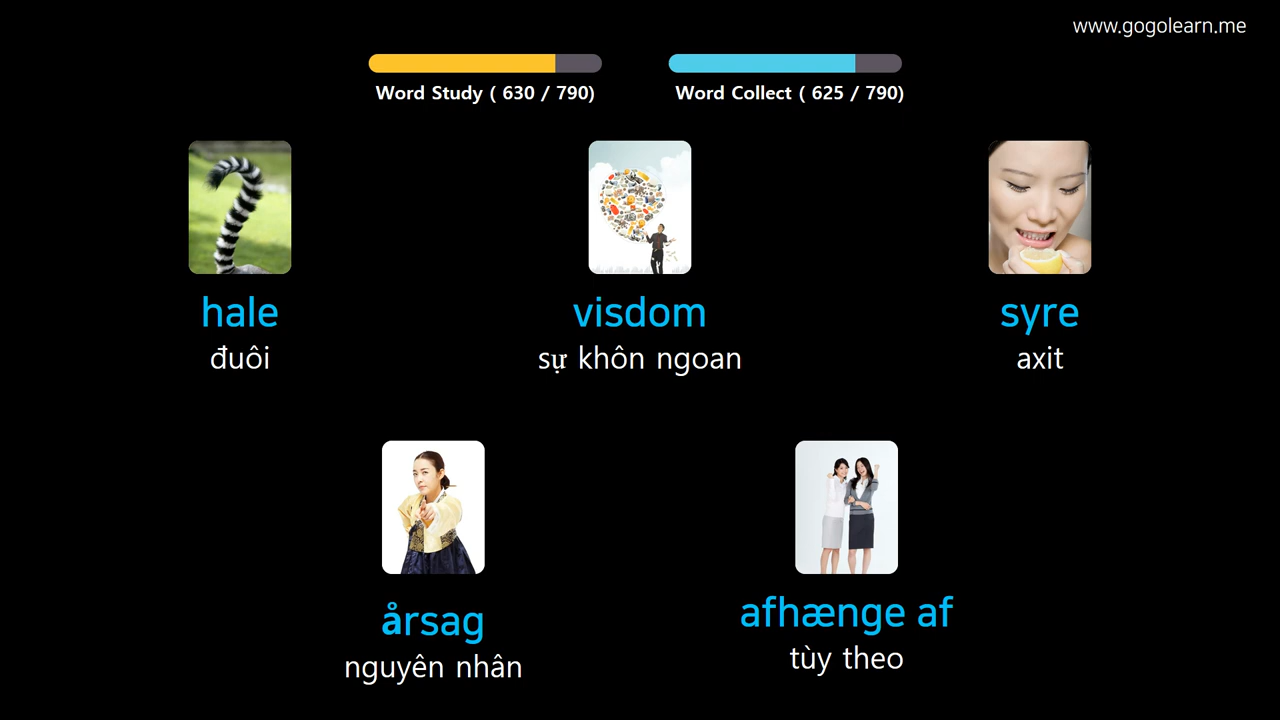 www.gogolearn.me
Word Study ( 630 / 790)
Word Collect ( 625 / 790)
hale
đuôi
visdom
sự khôn ngoan
syre
axit
årsag
nguyên nhân
afhænge af
tùy theo